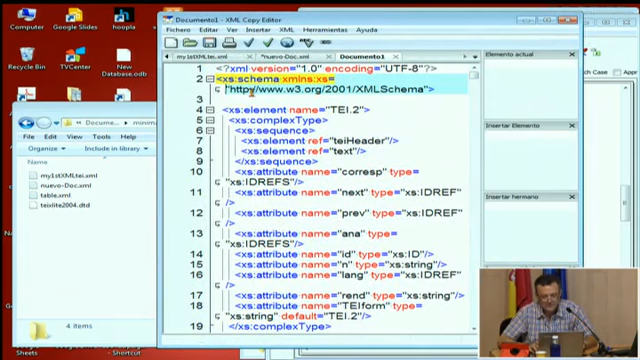 Computer
Google Slides
hoopla
Recycle Bin
TVCenter
New
Database.odb
Docume...
Organize
Include in library
my1stXMLtei.xml
nuevo-Doc.xml
table.xml
teixlite2004.dtd
4 items
Sheets
Shortcut
Documento1 - XML Copy Editor
Fichero Editar Ver Insertar XML Herramientas Ayuda
my1stXMLtei.xml *nuevo-Doc.xml Documento1
1 <?xml version="1.0" encoding="UTF-8"?>
2 <xs:schema xmlns:xs=
"http://www.w3.org/2001/XMLSchema">
3
4 <xs:element name="TEI.2">
5 <xs:complexType>
6 <xs:sequence>
7 <xs:element ref="teiHeader"/>
8 <xs:element ref="text"/>
9 </xs:sequence>
10 <xs:attribute name="corresp" type=
"xs:IDREFS"/>
11 <xs:attribute name="next" type="xs:IDREF"
/>
12 <xs:attribute name="prev" type="xs:IDREF"
/>
13 <xs:attribute name="ana" type=
"xs:IDREFS"/>
14 <xs:attribute name="id" type="xs:ID"/>
15 <xs:attribute name="n" type="xs:string"/>
16 <xs:attribute name="lang" type="xs:IDREF"
/>
17 <xs:attribute name="rend" type="xs:string"/>
18 <xs:attribute name="TEIform" type=
"xs:string" default="TEI.2"/>
19 </xs:complexType>
Elemento actual
Insertar Elemento
Insertar hermano